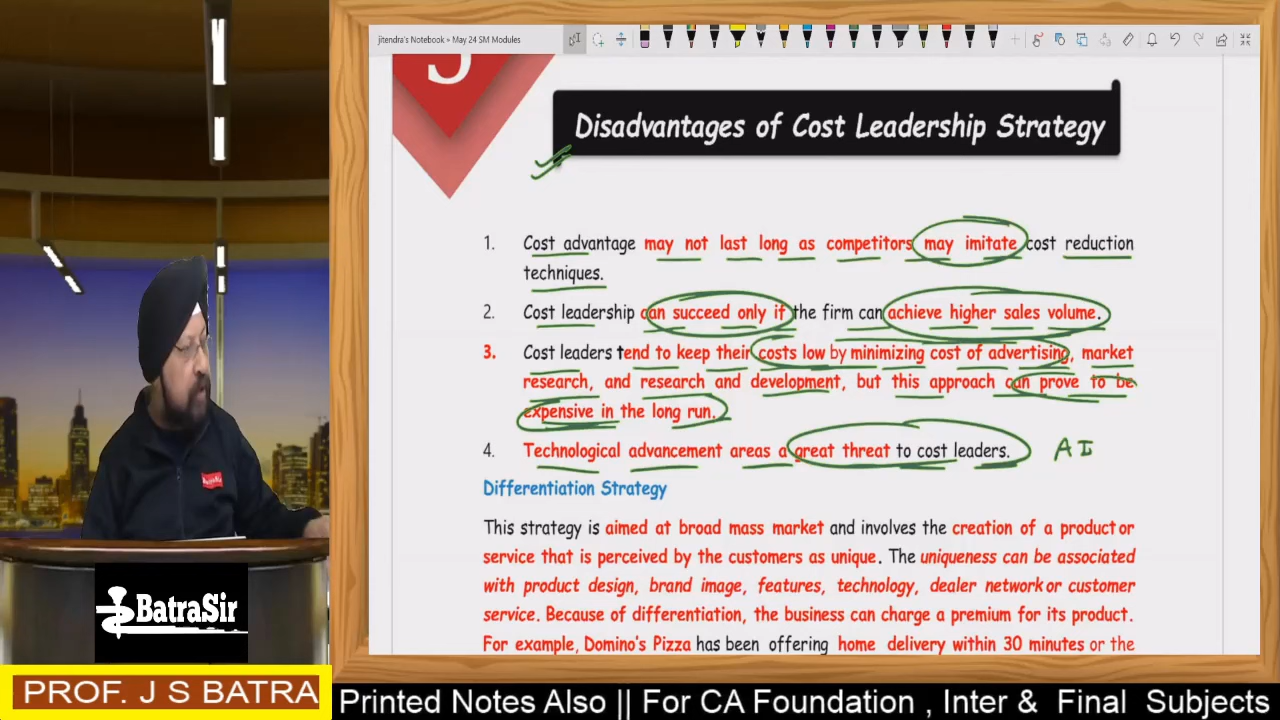 jitendra's Notebook » May 24 SM Modules
Disadvantages of Cost Leadership Strategy
1. Cost advantage may not last long as competitors may imitate cost reduction
techniques.
2. Cost leadership can succeed only if the firm can achieve higher sales volume.
3. Cost leaders tend to keep their costs low by minimizing cost of advertising, market
research, and research and development, but this approach can prove to be
expensive in the long run.
4. Technological advancement areas a great threat to cost leaders. AI
Differentiation Strategy
This strategy is aimed at broad mass market and involves the creation of a product or
service that is perceived by the customers as unique. The uniqueness can be associated
with product design, brand image, features, technology, dealer network or customer
service. Because of differentiation, the business can charge a premium for its product.
For example, Domino's Pizza has been offering home delivery within 30 minutes or the
BatraSir
PROF. J S BATRA
Printed Notes Also || For CA Foundation , Inter & Final Subjects